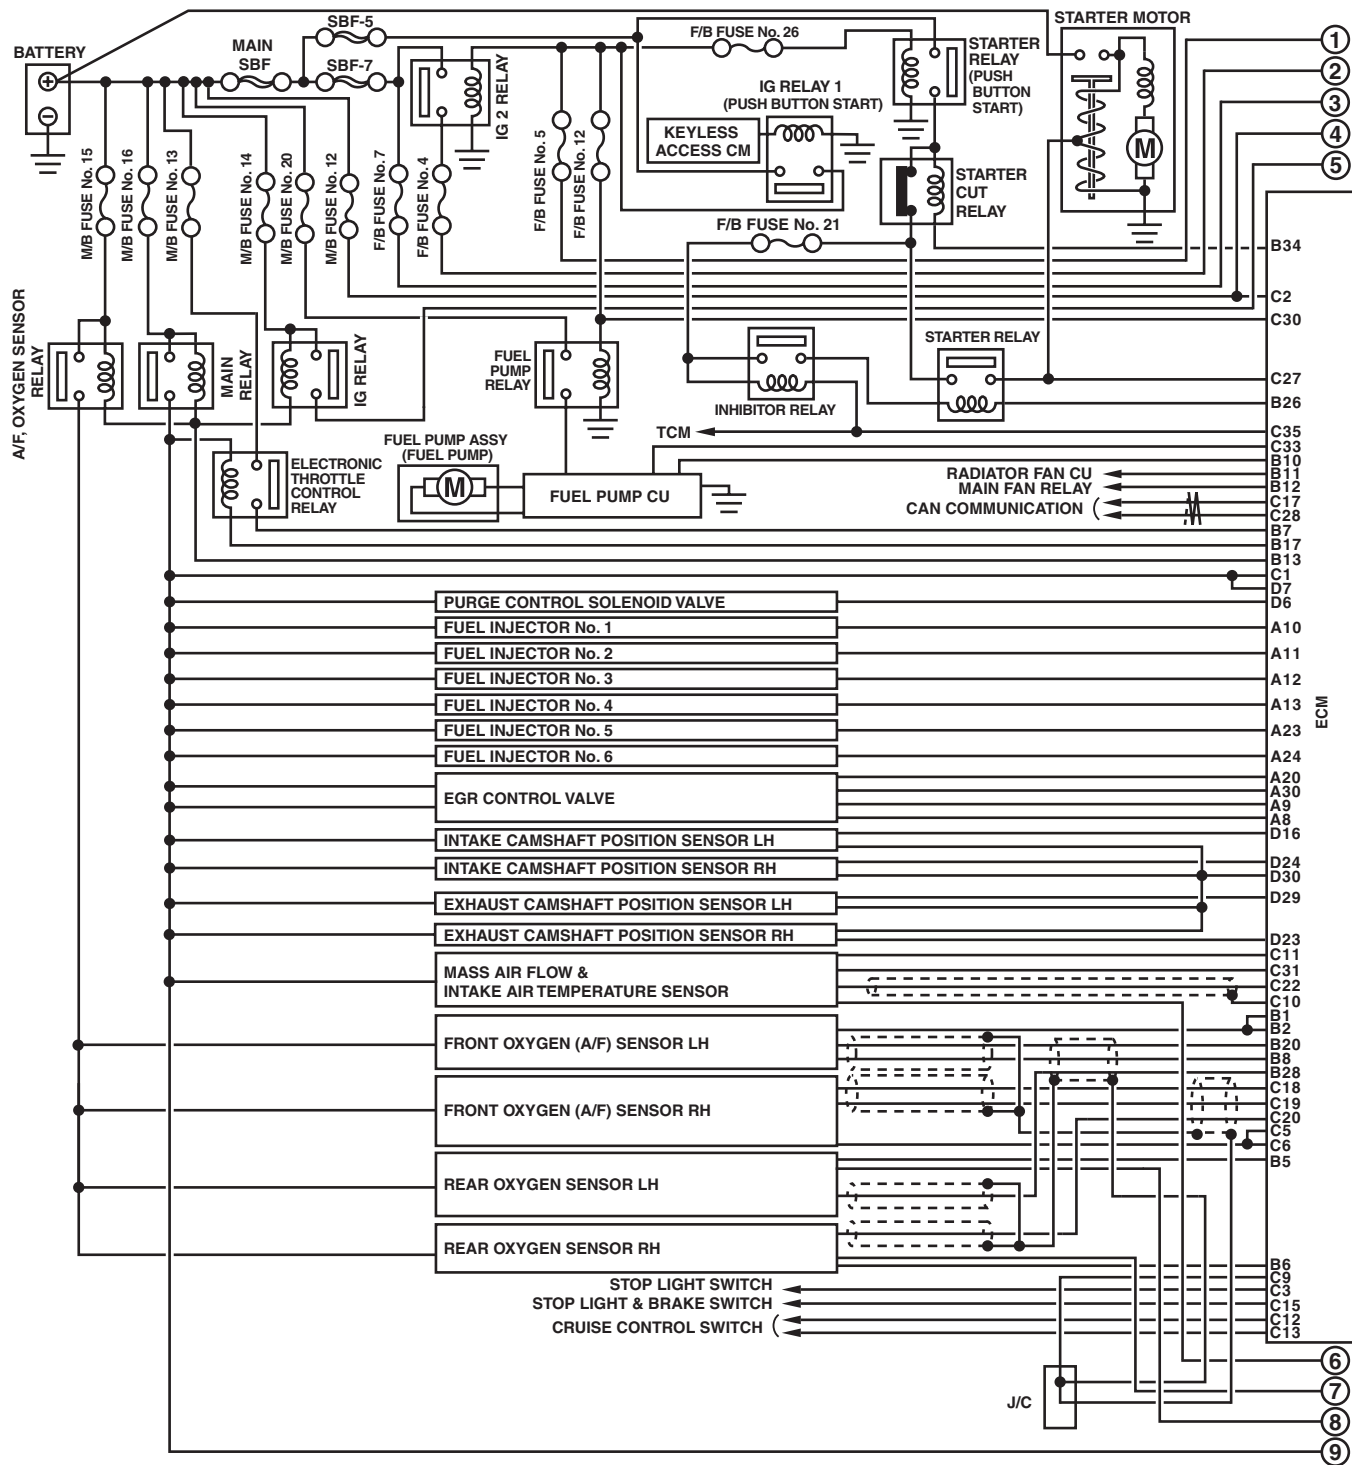 SBF-5
STARTER MOTOR
BATTERY
MAIN
SBF
SBF-7
IG 2 RELAY
F/B FUSE No. 26
STARTER
RELAY
(PUSH
BUTTON
START)
IG RELAY 1
(PUSH BUTTON START)
KEYLESS
ACCESS CM
M
1
2
3
4
5
M/B FUSE No. 15
M/B FUSE No. 16
M/B FUSE No. 13
M/B FUSE No. 14
M/B FUSE No. 20
M/B FUSE No. 12
F/B FUSE No. 7
F/B FUSE No. 4
F/B FUSE No. 5
F/B FUSE No. 12
STARTER
CUT
RELAY
F/B FUSE No. 21
B34
C2
C30
A/F, OXYGEN SENSOR
RELAY
MAIN
RELAY
IG RELAY
FUEL
PUMP
RELAY
INHIBITOR RELAY
STARTER RELAY
C27
B26
TCM
C35
C33
B10
ELECTRONIC
THROTTLE
CONTROL
RELAY
FUEL PUMP ASSY
(FUEL PUMP)
M
FUEL PUMP CU
RADIATOR FAN CU
B11
MAIN FAN RELAY
B12
CAN COMMUNICATION
C17
C28
B7
B17
B13
C1
D7
PURGE CONTROL SOLENOID VALVE
D6
FUEL INJECTOR No. 1
A10
FUEL INJECTOR No. 2
A11
FUEL INJECTOR No. 3
A12
FUEL INJECTOR No. 4
A13
ECM
FUEL INJECTOR No. 5
A23
FUEL INJECTOR No. 6
A24
EGR CONTROL VALVE
A20
A30
A9
A8
INTAKE CAMSHAFT POSITION SENSOR LH
D16
INTAKE CAMSHAFT POSITION SENSOR RH
D24
D30
EXHAUST CAMSHAFT POSITION SENSOR LH
D29
EXHAUST CAMSHAFT POSITION SENSOR RH
D23
MASS AIR FLOW &
INTAKE AIR TEMPERATURE SENSOR
C11
C31
C22
C10
B1
B2
FRONT OXYGEN (A/F) SENSOR LH
B20
B8
B28
FRONT OXYGEN (A/F) SENSOR RH
C18
C19
C20
C5
C6
B5
REAR OXYGEN SENSOR LH
REAR OXYGEN SENSOR RH
B6
C9
STOP LIGHT SWITCH
C3
STOP LIGHT & BRAKE SWITCH
C15
CRUISE CONTROL SWITCH
C12
C13
J/C
6
7
8
9